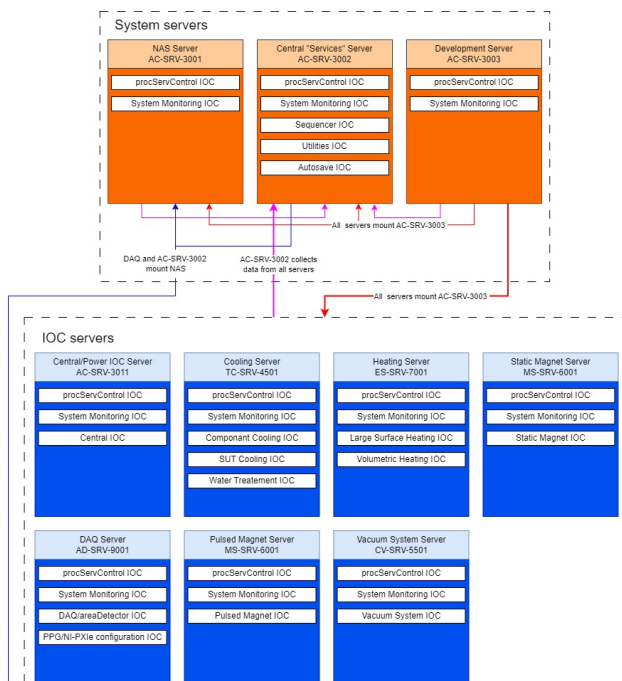 System servers
NAS Server
AC-SRV-3001
procServControl IOC
System Monitoring IOC
Central "Services" Server
AC-SRV-3002
procServControl IOC
System Monitoring IOC
Sequencer IOC
Utilities IOC
Autosave IOC
Development Server
AC-SRV-3003
procServControl IOC
System Monitoring IOC
All servers mount AC-SRV-3003
DAQ and AC-SRV-3002
mount NAS
AC-SRV-3002 collects
data from all servers
All servers mount AC-SRV-3003
IOC servers
Central/Power IOC Server
AC-SRV-3011
procServControl IOC
System Monitoring IOC
Central IOC
Cooling Server
TC-SRV-4501
procServControl IOC
System Monitoring IOC
Componant Cooling IOC
SUT Cooling IOC
Water Treatement IOC
Heating Server
ES-SRV-7001
procServControl IOC
System Monitoring IOC
Large Surface Heating IOC
Volumetric Heating IOC
Static Magnet Server
MS-SRV-6001
procServControl IOC
System Monitoring IOC
Static Magnet IOC
DAQ Server
AD-SRV-9001
procServControl IOC
System Monitoring IOC
DAQ/areaDetector IOC
PPG/NI-PXIe configuration IOC
Pulsed Magnet Server
MS-SRV-6001
procServControl IOC
System Monitoring IOC
Pulsed Magnet IOC
Vacuum System Server
CV-SRV-5501
procServControl IOC
System Monitoring IOC
Vacuum System IOC